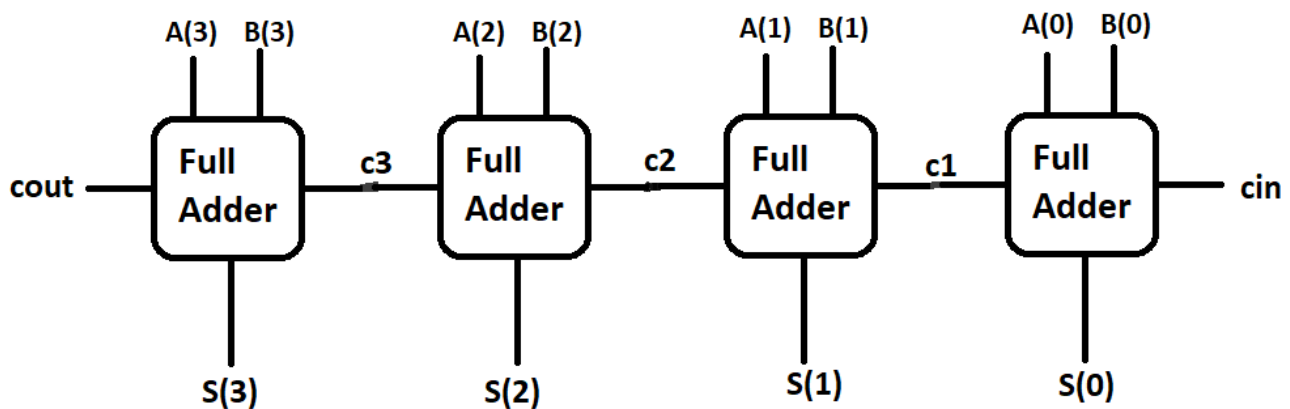 A(3) B(3) A(2) B(2) A(1) B(1) A(0) B(0)
cout
Full
Adder
c3
Full
Adder
c2
Full
Adder
c1
Full
Adder
cin
S(3) S(2) S(1) S(0)